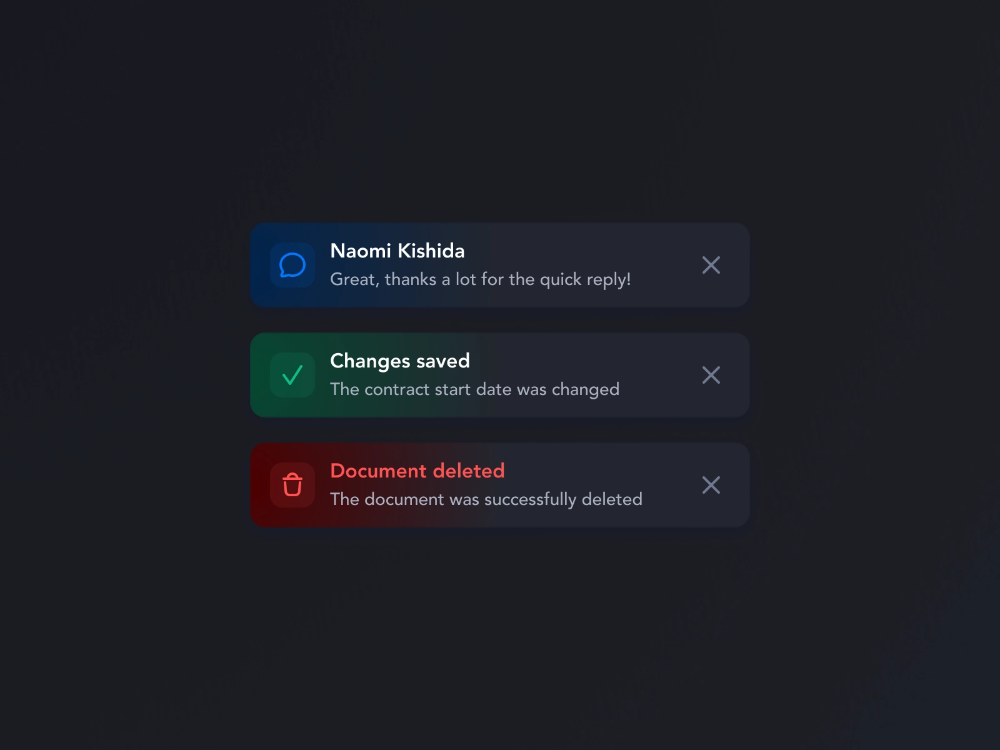 Naomi Kishida
Great, thanks a lot for the quick reply!
Changes saved
The contract start date was changed
Document deleted
The document was successfully deleted